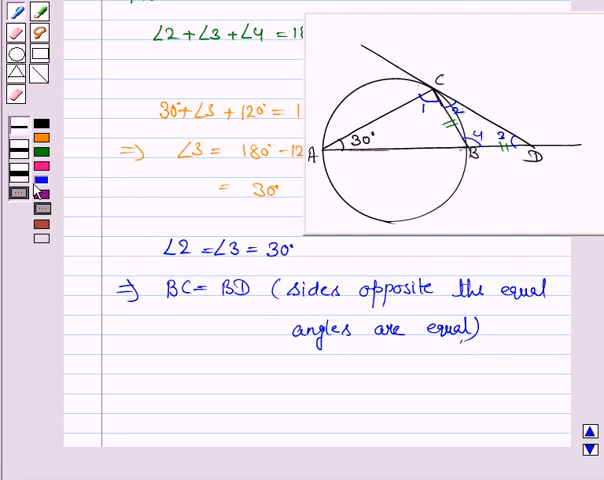 ∠2 + ∠3 + ∠4 = 18
30° + ∠3 + 120° = 1
⇒ ∠3 = 180° - 12
= 30°
∠2 = ∠3 = 30°
⇒ BC = BD (sides opposite the equal
angles are equal)
C
1 2
A 30° 4 B 3 D